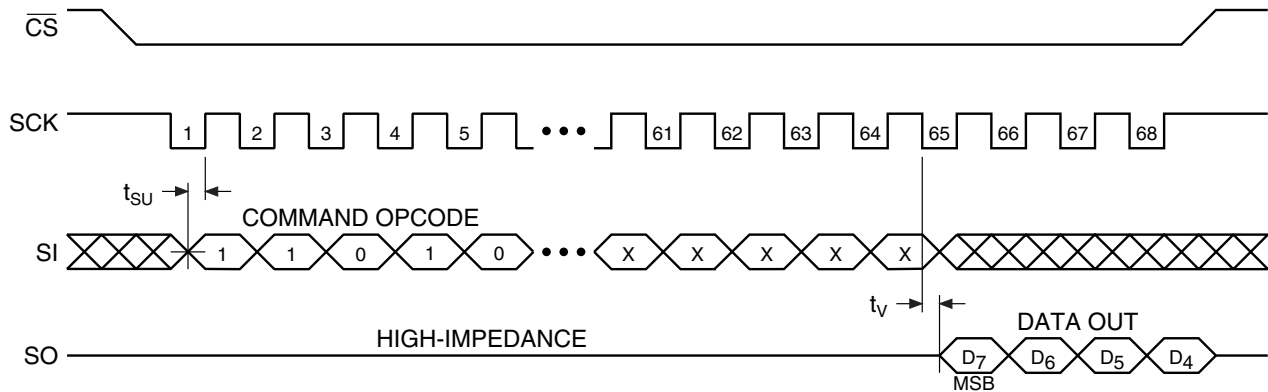 CS
SCK 1 2 3 4 5 ••• 61 62 63 64 65 66 67 68
tSU
COMMAND OPCODE
SI 1 1 0 1 0 ••• X X X X X
tV
HIGH-IMPEDANCE DATA OUT
SO D7 D6 D5 D4
MSB